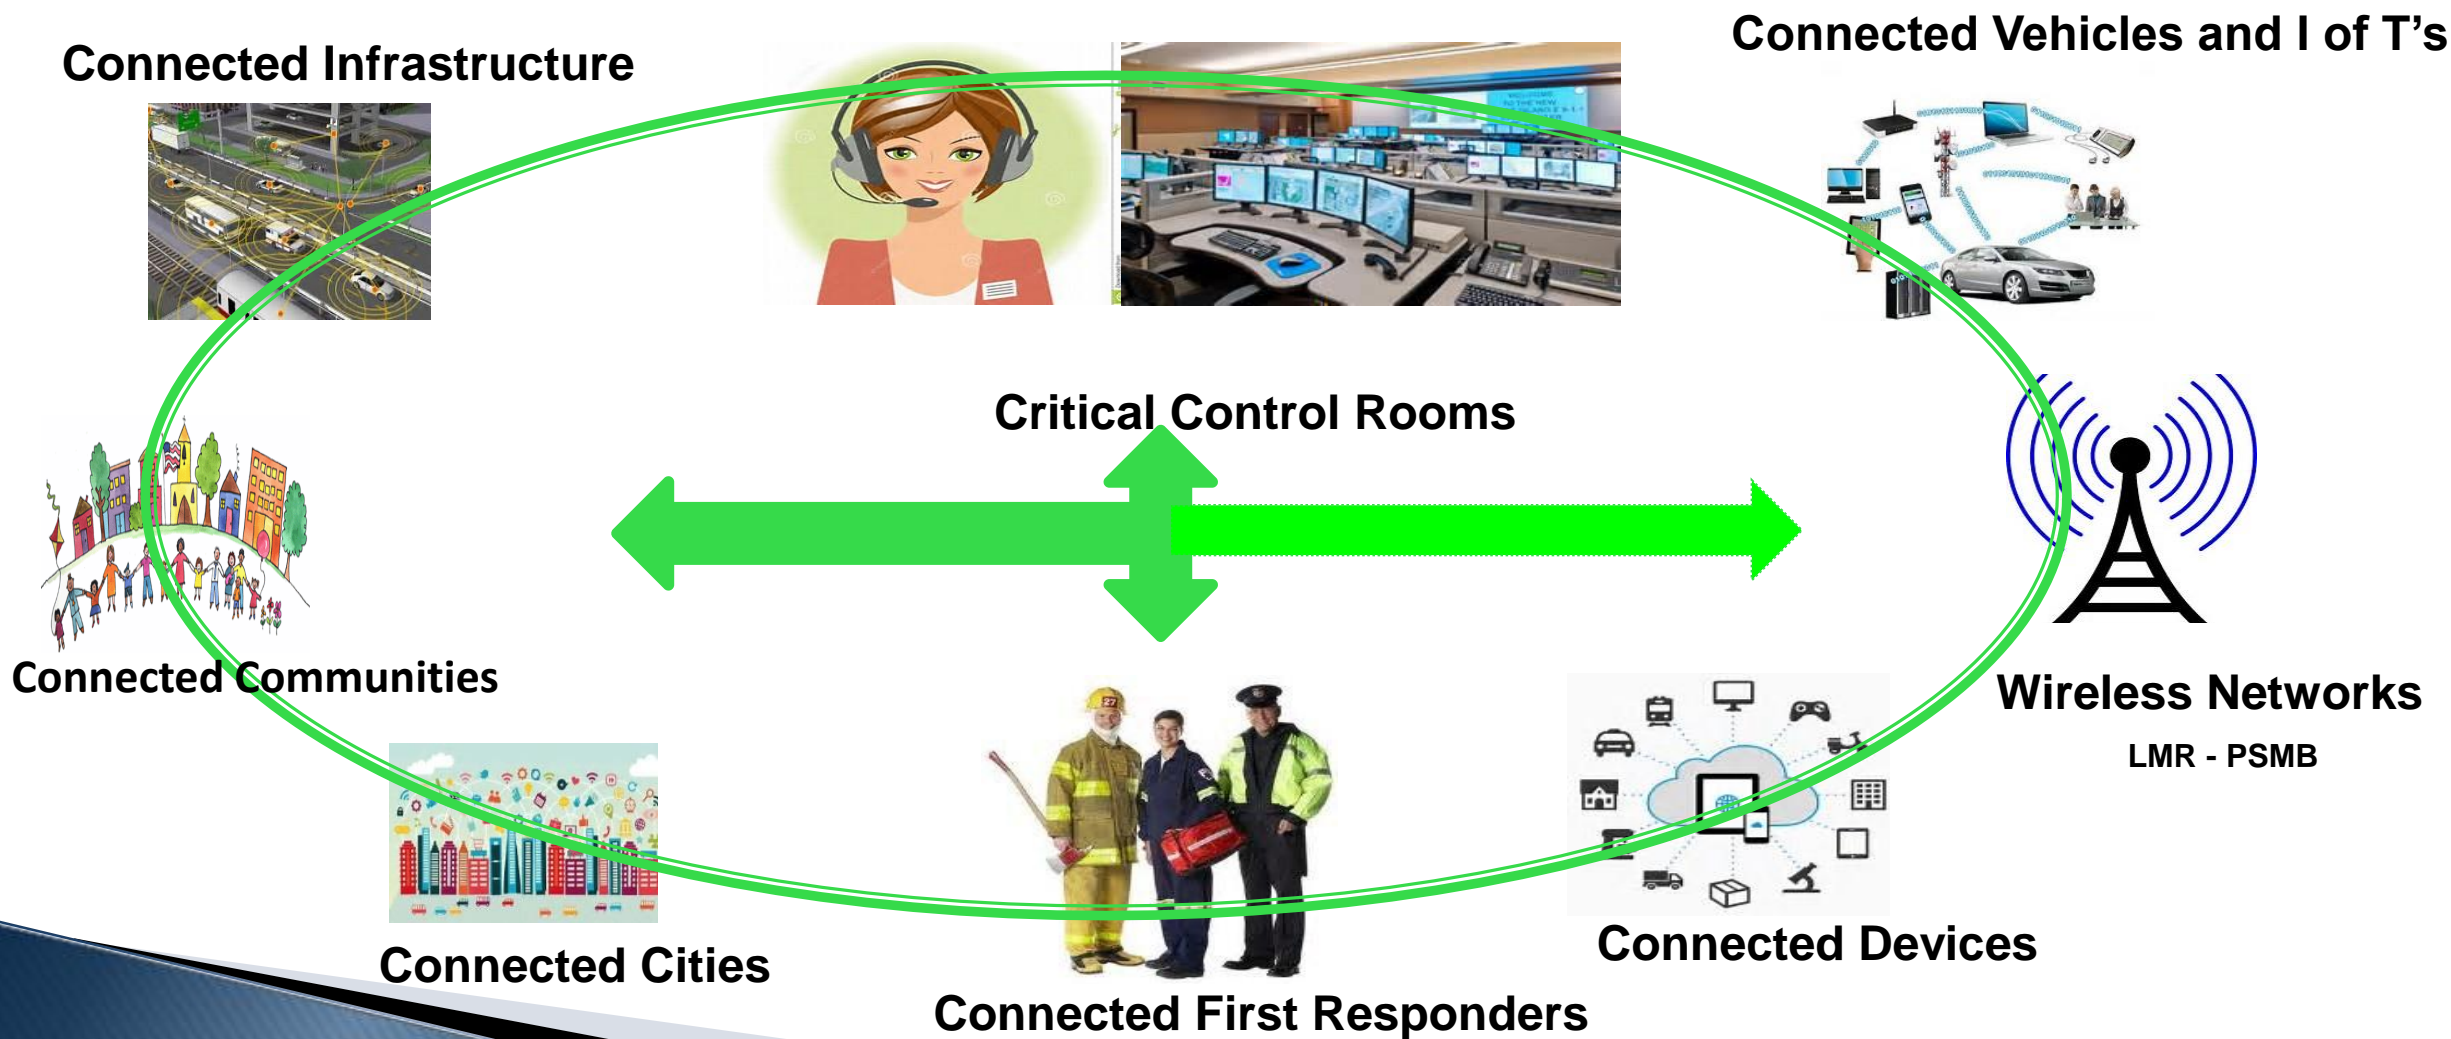 Connected Vehicles and I of T's
Connected Infrastructure
Critical Control Rooms
Connected Communities
Wireless Networks
LMR - PSMB
27
Connected Devices
Connected Cities
Connected First Responders